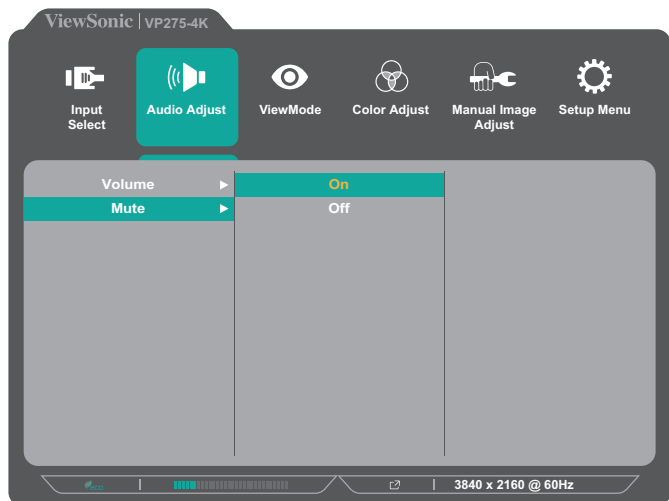 ViewSonic | VP275-4K
Input Select
Audio Adjust
ViewMode
Color Adjust
Manual Image Adjust
Setup Menu
Volume
Mute
On
Off
3840 x 2160 @ 60Hz